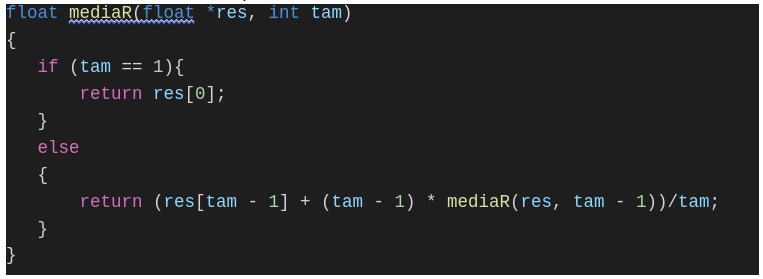 float mediaR(float *res, int tam)
{
if (tam == 1){
return res[0];
}
else
{
return (res[tam - 1] + (tam - 1) * mediaR(res, tam - 1))/tam;
}
}